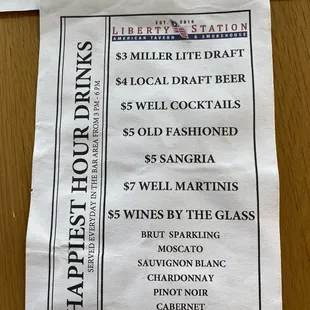 EST. 2010
LIBERTY STATION
AMERICAN TAVERN & SMOKEHOUSE
HAPPIEST HOUR DRINKS
SERVED EVERYDAY IN THE BAR AREA FROM 3 PM - 6 PM
$3 MILLER LITE DRAFT
$4 LOCAL DRAFT BEER
$5 WELL COCKTAILS
$5 OLD FASHIONED
$5 SANGRIA
$7 WELL MARTINIS
$5 WINES BY THE GLASS
BRUT SPARKLING
MOSCATO
SAUVIGNON BLANC
CHARDONNAY
PINOT NOIR
CABERNET